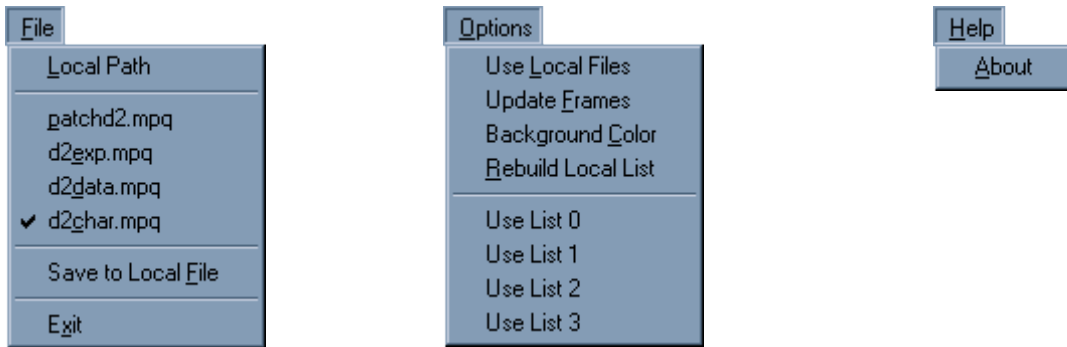 File
Local Path
patchd2.mpq
d2exp.mpq
d2data.mpq
d2char.mpq
Save to Local File
Exit
Options
Use Local Files
Update Frames
Background Color
Rebuild Local List
Use List 0
Use List 1
Use List 2
Use List 3
Help
About